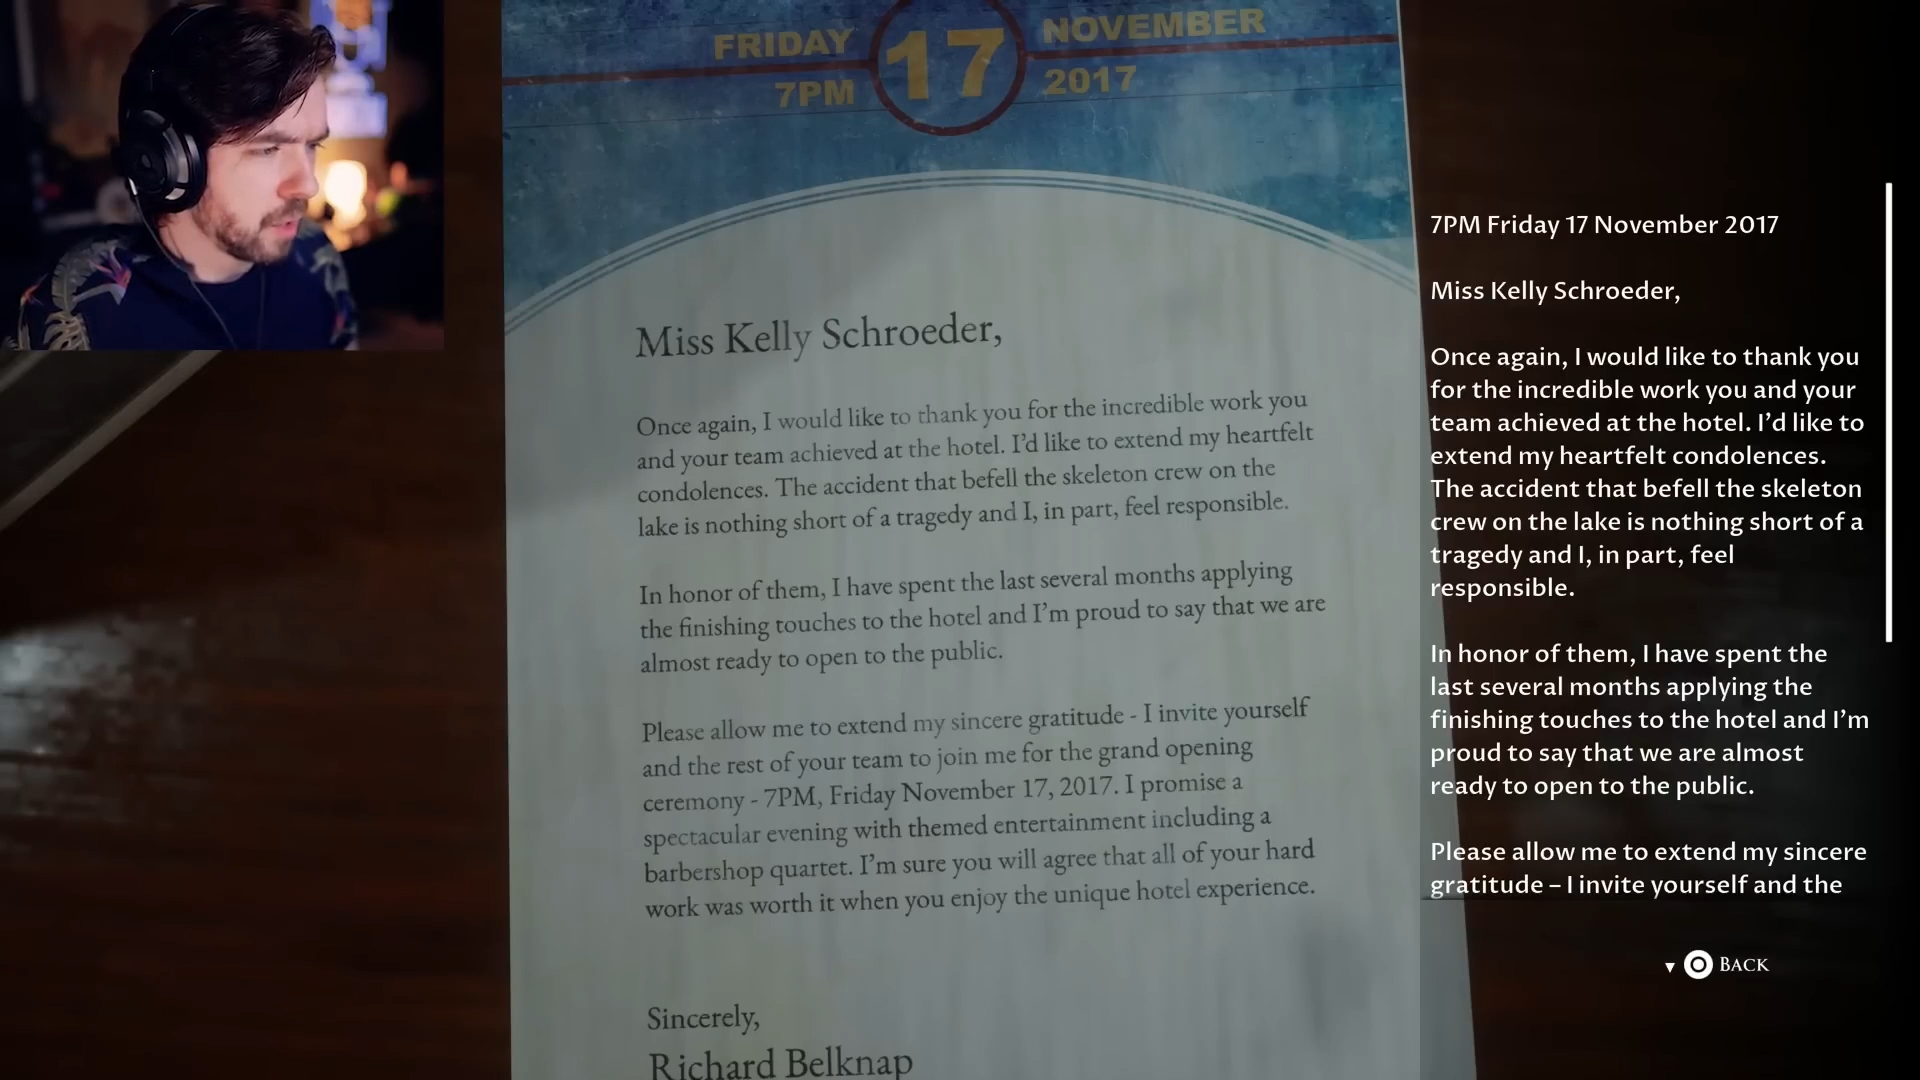 FRIDAY 17 NOVEMBER
7PM 2017
Miss Kelly Schroeder,
Once again, I would like to thank you for the incredible work you
and your team achieved at the hotel. I'd like to extend my heartfelt
condolences. The accident that befell the skeleton crew on the
lake is nothing short of a tragedy and I, in part, feel responsible.
In honor of them, I have spent the last several months applying
the finishing touches to the hotel and I'm proud to say that we are
almost ready to open to the public.
Please allow me to extend my sincere gratitude - I invite yourself
and the rest of your team to join me for the grand opening
ceremony - 7PM, Friday November 17, 2017. I promise a
spectacular evening with themed entertainment including a
barbershop quartet. I'm sure you will agree that all of your hard
work was worth it when you enjoy the unique hotel experience.
Sincerely,
Richard Belknap
7PM Friday 17 November 2017
Miss Kelly Schroeder,
Once again, I would like to thank you
for the incredible work you and your
team achieved at the hotel. I'd like to
extend my heartfelt condolences.
The accident that befell the skeleton
crew on the lake is nothing short of a
tragedy and I, in part, feel
responsible.
In honor of them, I have spent the
last several months applying the
finishing touches to the hotel and I'm
proud to say that we are almost
ready to open to the public.
Please allow me to extend my sincere
gratitude – I invite yourself and the
BACK